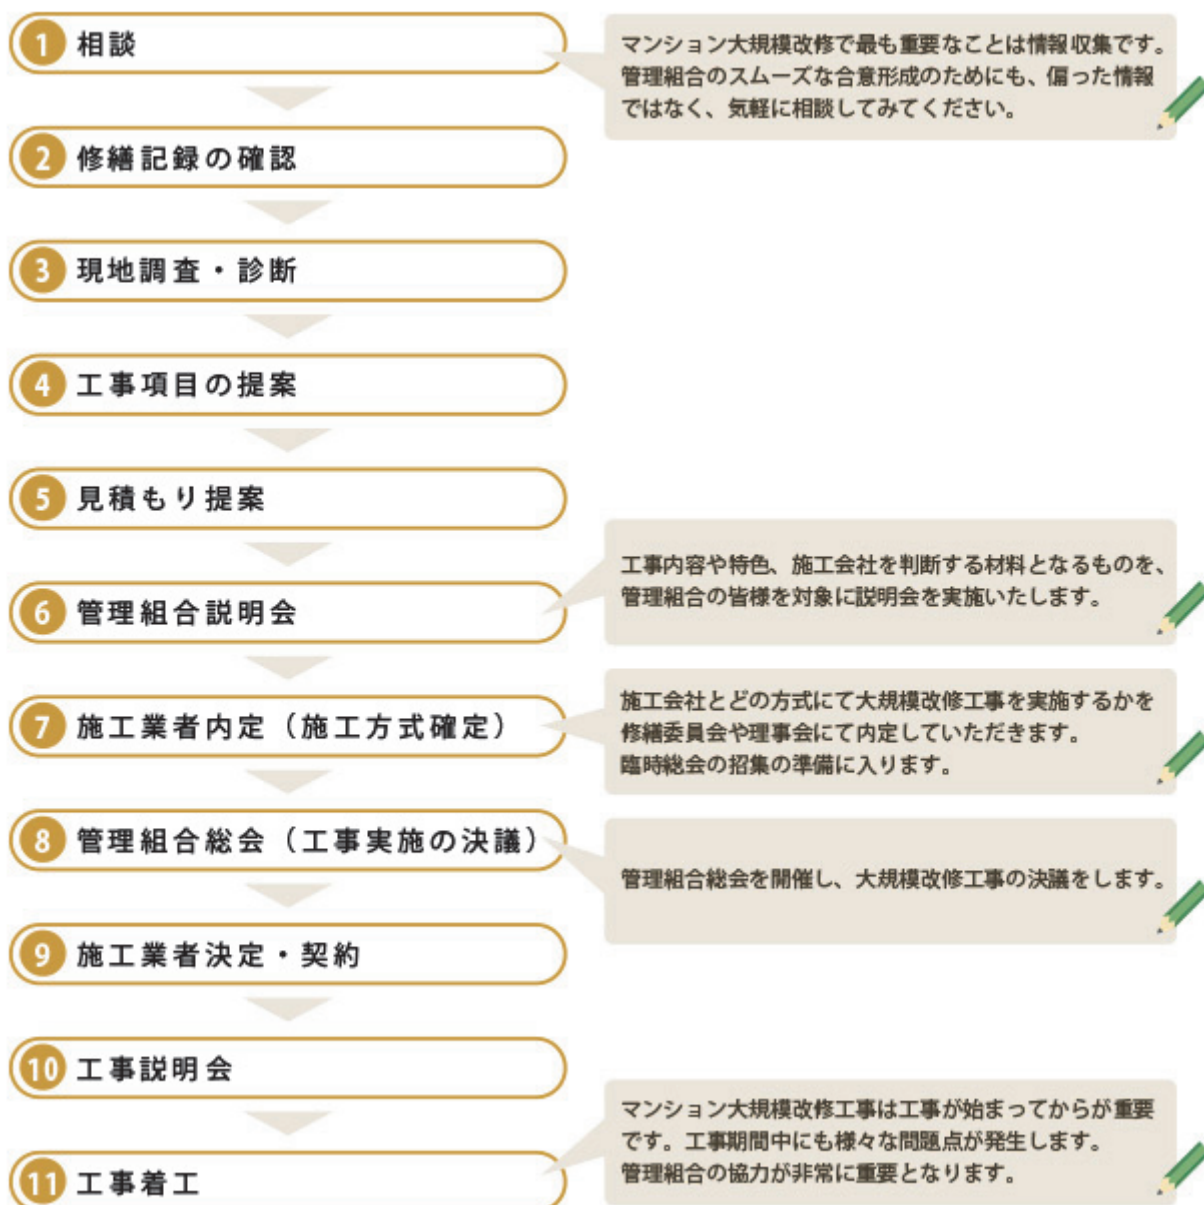 1 相談
マンション大規模改修で最も重要なことは情報収集です。
管理組合のスムーズな合意形成のためにも、偏った情報
ではなく、気軽に相談してみてください。
2 修繕記録の確認
3 現地調査・診断
4 工事項目の提案
5 見積もり提案
6 管理組合説明会
工事内容や特色、施工会社を判断する材料となるものを、
管理組合の皆様を対象に説明会を実施いたします。
7 施工業者内定（施工方式確定）
施工会社とどの方式にて大規模改修工事を実施するかを
修繕委員会や理事会にて内定していただきます。
臨時総会の招集の準備に入ります。
8 管理組合総会（工事実施の決議）
管理組合総会を開催し、大規模改修工事の決議をします。
9 施工業者決定・契約
10 工事説明会
11 工事着工
マンション大規模改修工事は工事が始まってからが重要
です。工事期間中にも様々な問題点が発生します。
管理組合の協力が非常に重要となります。